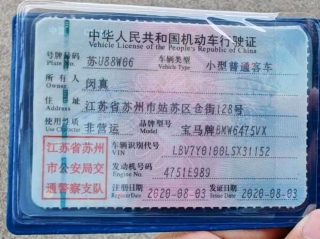 中华人民共和国机动车行驶证
Vehicle License of the People's Republic of China
号牌号码 苏U88W66 车辆类型 小型普通客车
Plate No. Vehicle Type
所有人 闵真
Owner
住址 江苏省苏州市姑苏区仓街128号
使用性质 非营运 品牌型号 宝马牌BMW6475VX
Use Character
江苏省苏州 车辆识别代号 LBV7Y0100LSX31152
市公安局交 VIN
通警察支队 发动机号码 4751E989
Engine No.
注册日期 2020-08-03 发证日期 2020-08-03
Register Date Issue Date